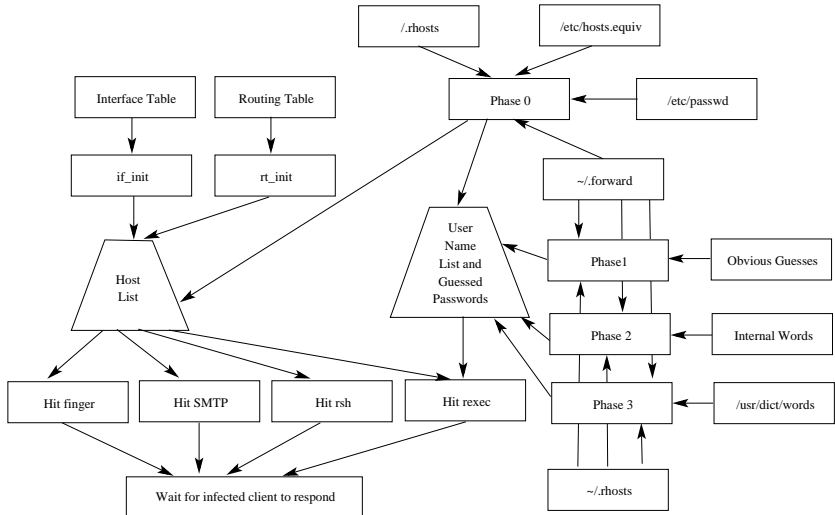 /.rhosts
/etc/hosts.equiv
Interface Table
Routing Table
Phase 0
/etc/passwd
if_init
rt_init
~/.forward
User
Name
List and
Guessed
Passwords
Phase1
Obvious Guesses
Host
List
Phase 2
Internal Words
Hit finger
Hit SMTP
Hit rsh
Hit rexec
Phase 3
/usr/dict/words
Wait for infected client to respond
~/.rhosts